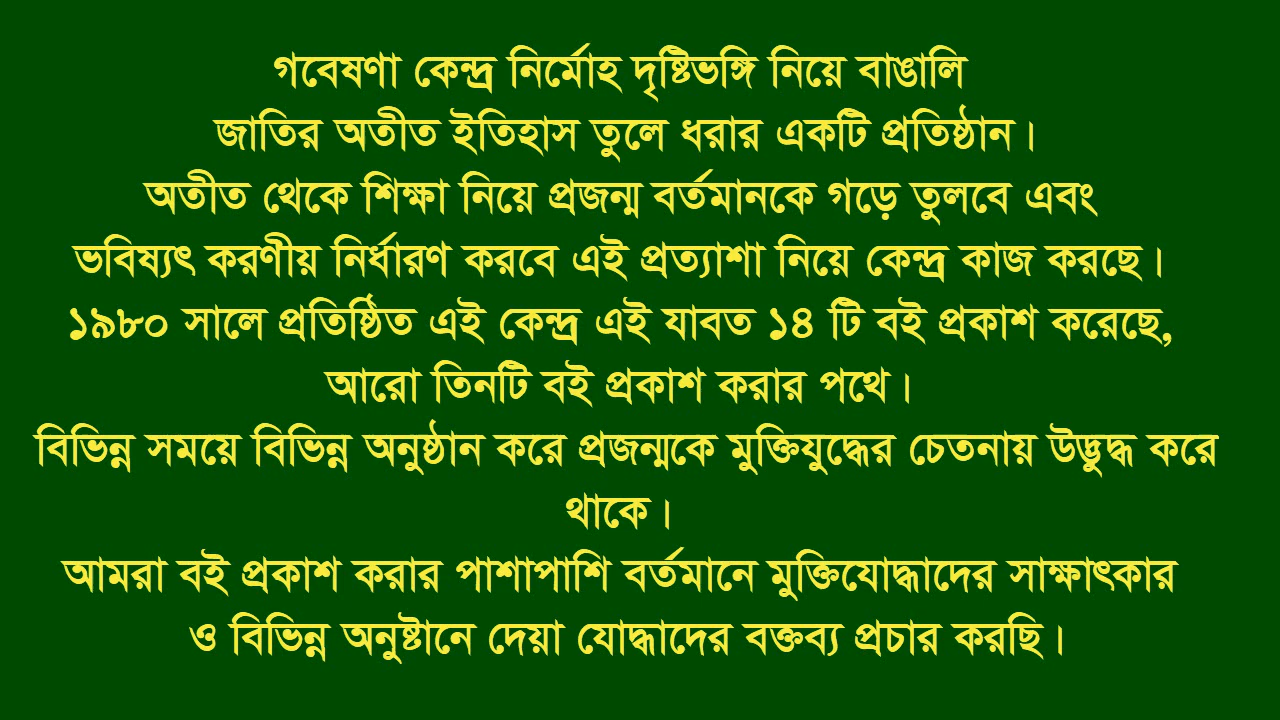 গবেষণা কেন্দ্র নির্মোহ দৃষ্টিভঙ্গি নিয়ে বাঙালি
জাতির অতীত ইতিহাস তুলে ধরার একটি প্রতিষ্ঠান।
অতীত থেকে শিক্ষা নিয়ে প্রজন্ম বর্তমানকে গড়ে তুলবে এবং
ভবিষ্যৎ করণীয় নির্ধারণ করবে এই প্রত্যাশা নিয়ে কেন্দ্র কাজ করছে।
১৯৮০ সালে প্রতিষ্ঠিত এই কেন্দ্র এই যাবত ১৪ টি বই প্রকাশ করেছে,
আরো তিনটি বই প্রকাশ করার পথে।
বিভিন্ন সময়ে বিভিন্ন অনুষ্ঠান করে প্রজন্মকে মুক্তিযুদ্ধের চেতনায় উদ্ভুদ্ধ করে
থাকে।
আমরা বই প্রকাশ করার পাশাপাশি বর্তমানে মুক্তিযোদ্ধাদের সাক্ষাৎকার
ও বিভিন্ন অনুষ্টানে দেয়া যোদ্ধাদের বক্তব্য প্রচার করছি।